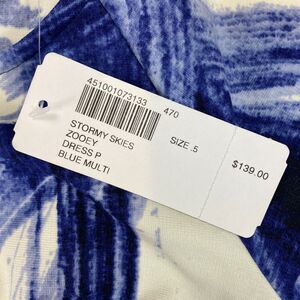 451001073133
470
STORMY SKIES
ZOOEY
DRESS P
BLUE MULTI
SIZE .5
$139.00